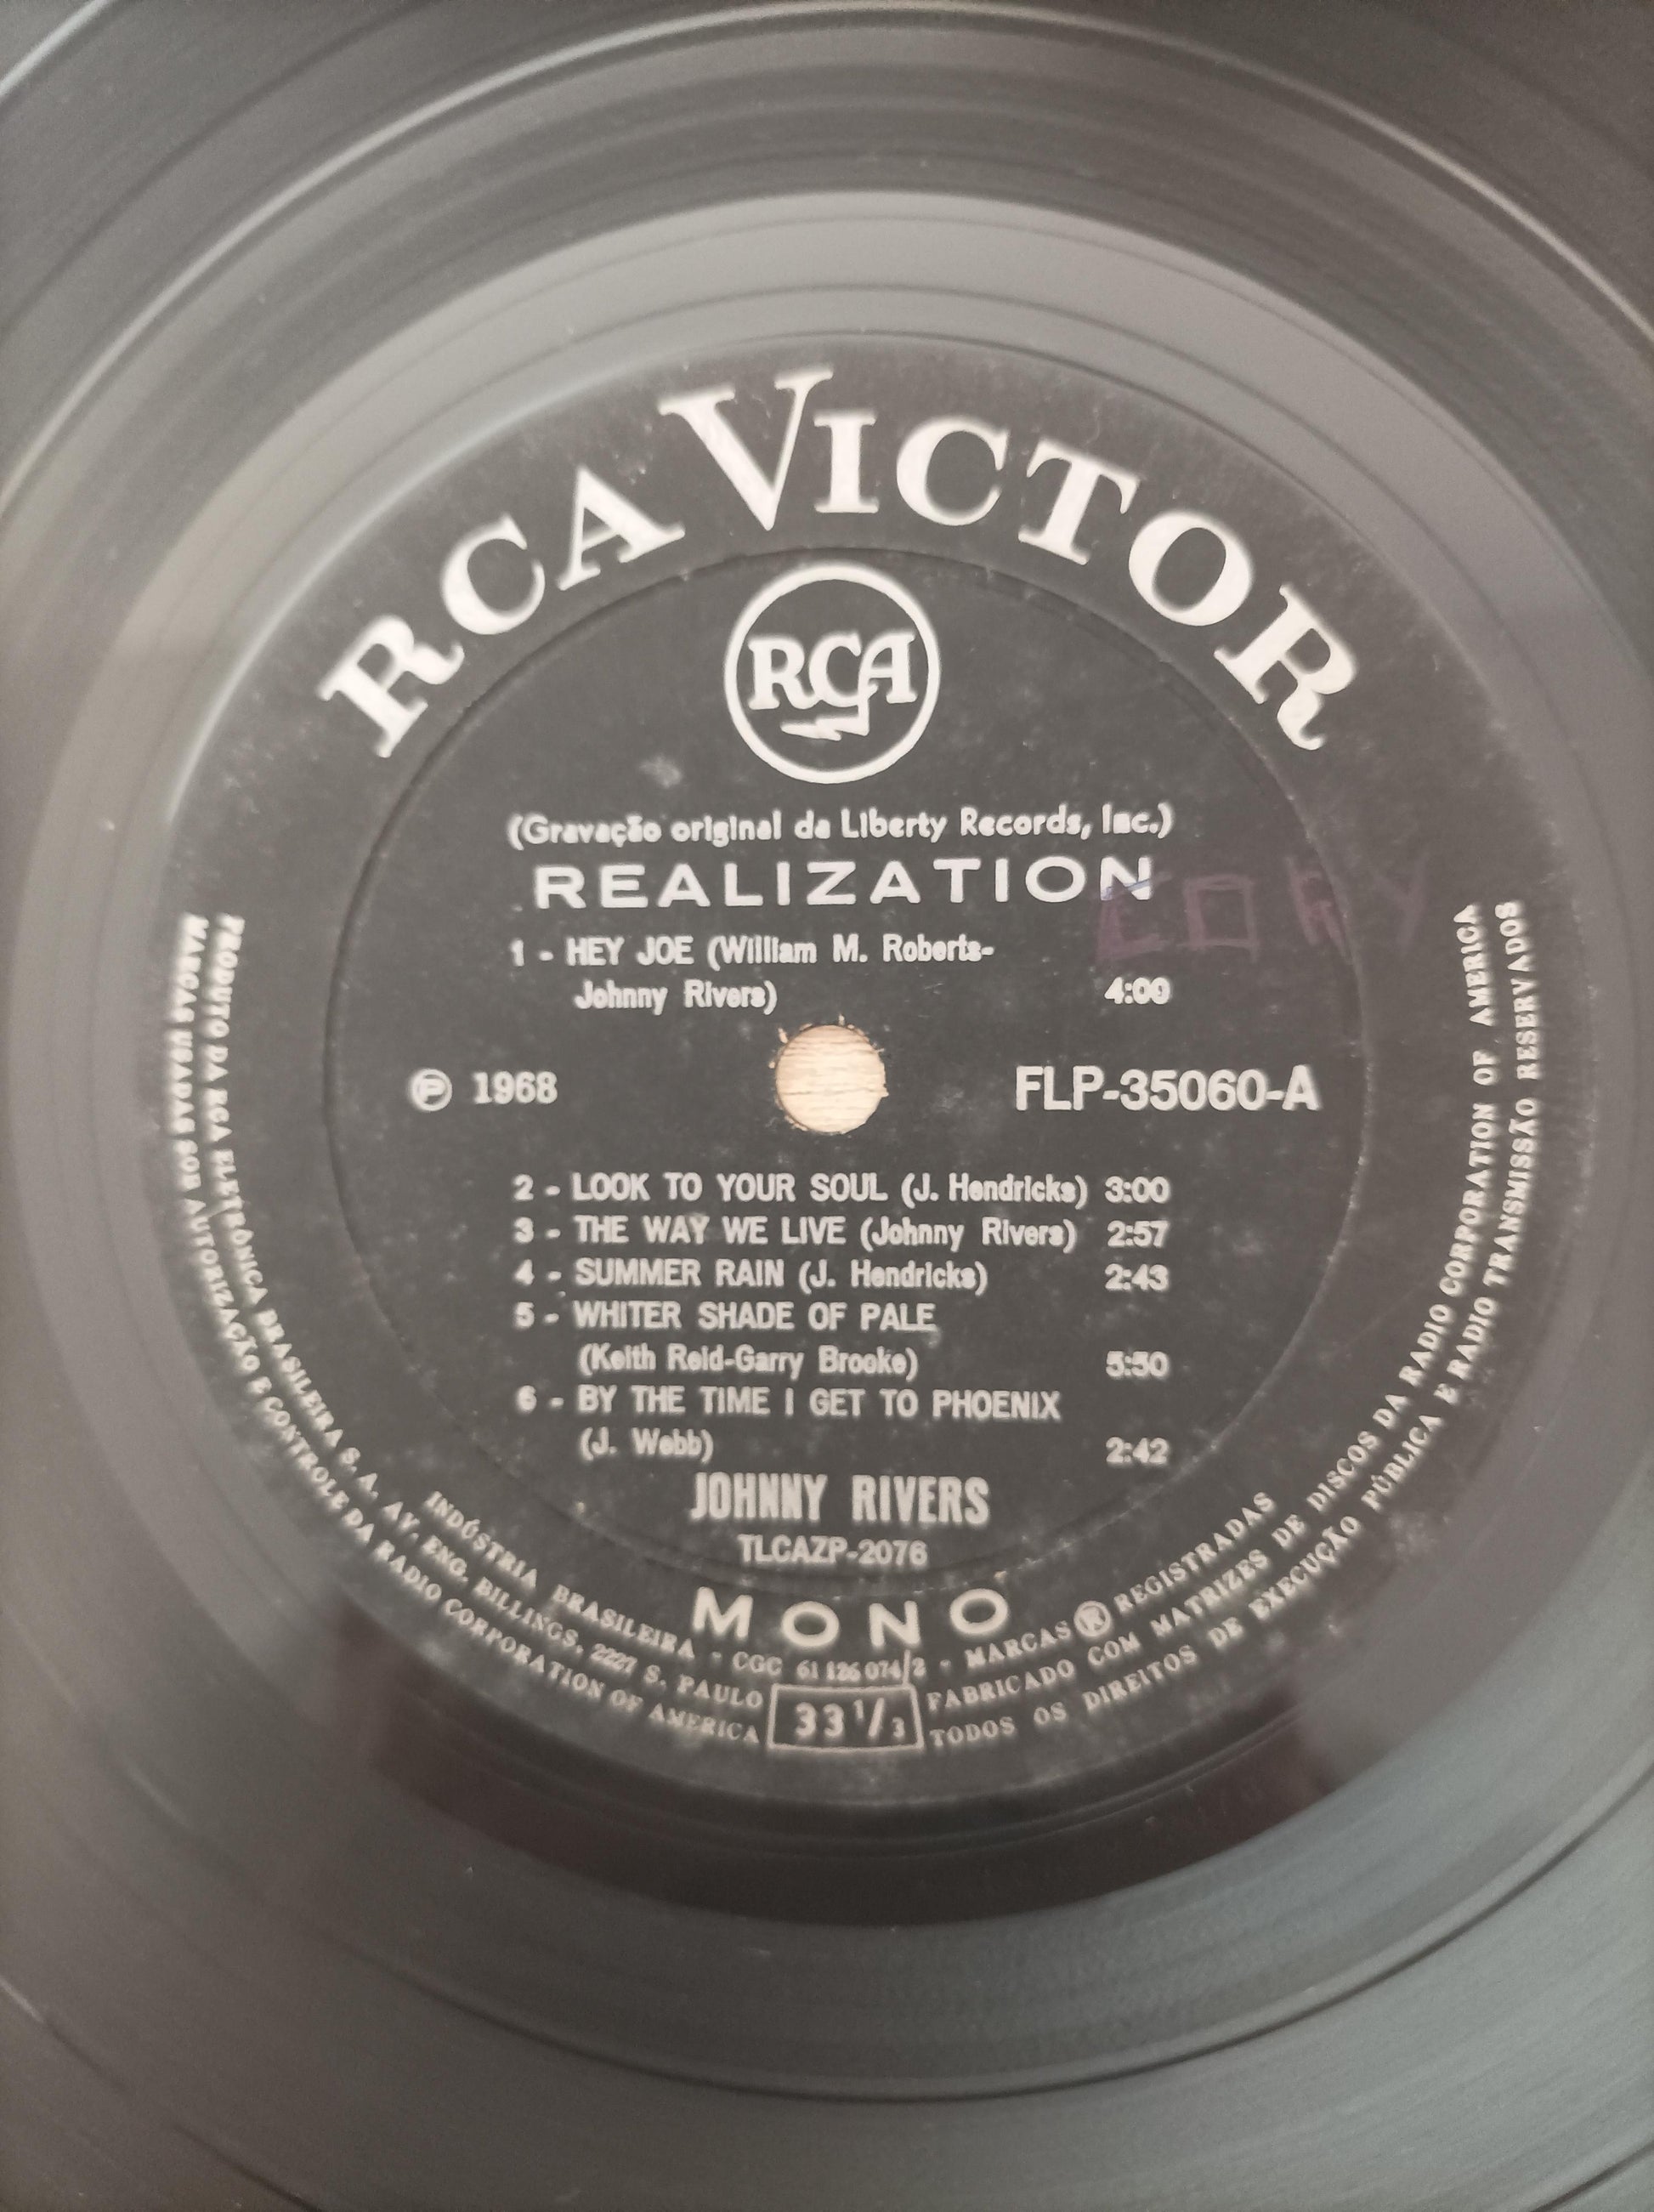 RCA VICTOR
RCA
(Gravação original da Liberty Records, Inc.)
REALIZATION
1 - HEY JOE (William M. Roberts-
Johnny Rivers) 4:00
℗ 1968
FLP-35060-A
2 - LOOK TO YOUR SOUL (J. Hendricks) 3:00
3 - THE WAY WE LIVE (Johnny Rivers) 2:57
4 - SUMMER RAIN (J. Hendricks) 2:43
5 - WHITER SHADE OF PALE
(Keith Reid-Garry Brooke) 5:50
6 - BY THE TIME I GET TO PHOENIX
(J. Webb) 2:42
JOHNNY RIVERS
TLCAZP-2076
MONO
INDÚSTRIA BRASILEIRA - CGC 61 126 074/2 - MARCAS ® REGISTRADAS
PRODUTO DA RCA ELETRÔNICA BRASILEIRA S. A. AV. ENG. BILLINGS, 2227 S. PAULO
FABRICADO COM MATRIZES DE DISCOS DA RADIO CORPORATION OF AMERICA
MARCAS USADAS SOB AUTORIZAÇÃO E CONTROLE DA RADIO CORPORATION OF AMERICA
TODOS OS DIREITOS DE EXECUÇÃO PÚBLICA E RADIO TRANSMISSÃO RESERVADOS
33 1/3